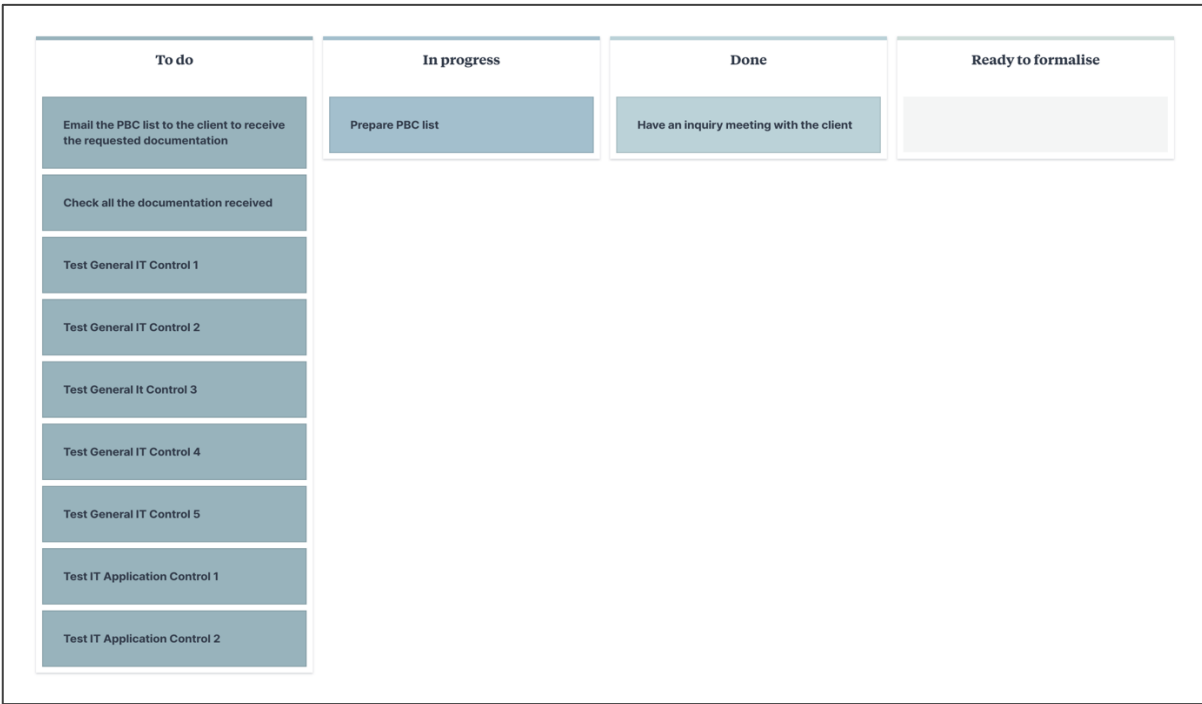 To do
Email the PBC list to the client to receive
the requested documentation
Check all the documentation received
Test General IT Control 1
Test General IT Control 2
Test General It Control 3
Test General IT Control 4
Test General IT Control 5
Test IT Application Control 1
Test IT Application Control 2
In progress
Prepare PBC list
Done
Have an inquiry meeting with the client
Ready to formalise